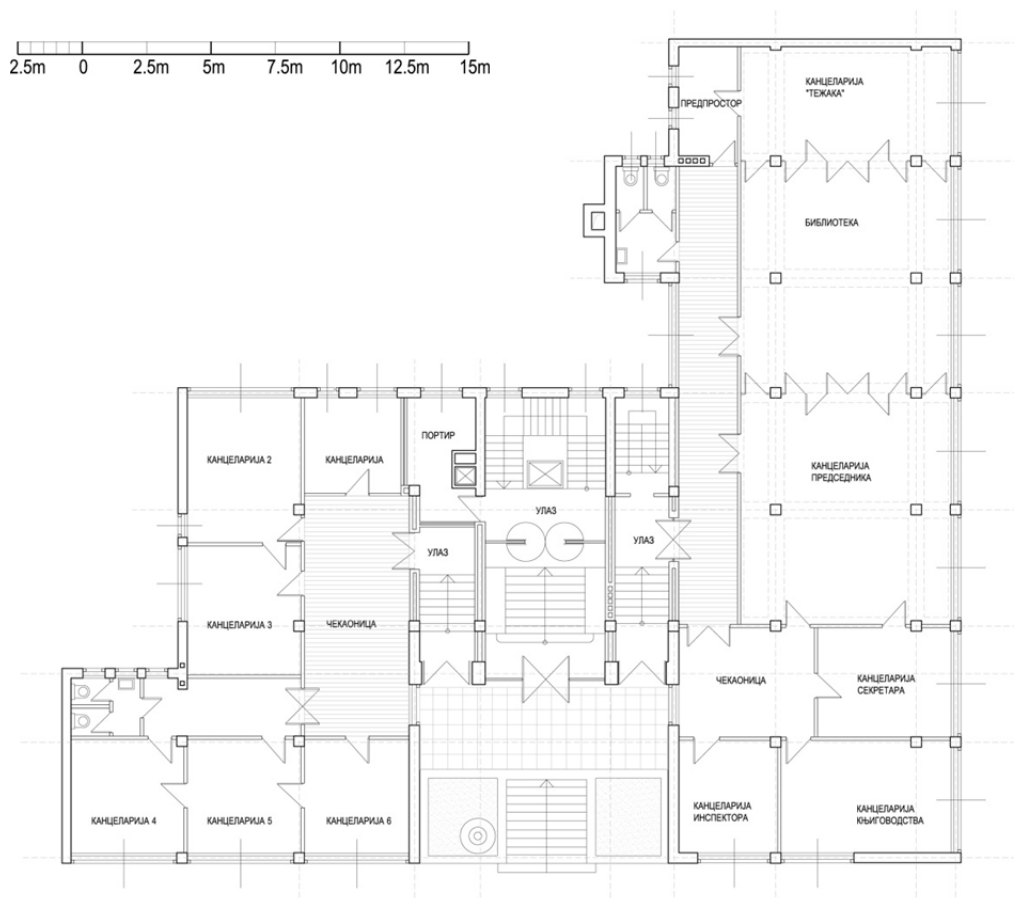 2.5m 0 2.5m 5m 7.5m 10m 12.5m 15m
КАНЦЕЛАРИЈА
"ТЕЖАКА"
ПРЕДПРОСТОР
БИБЛИОТЕКА
ПОРТИР
КАНЦЕЛАРИЈА 2
КАНЦЕЛАРИЈА
КАНЦЕЛАРИЈА
ПРЕДСЕДНИКА
УЛАЗ
УЛАЗ
УЛАЗ
КАНЦЕЛАРИЈА 3
ЧЕКАОНИЦА
ЧЕКАОНИЦА
КАНЦЕЛАРИЈА
СЕКРЕТАРА
КАНЦЕЛАРИЈА 4
КАНЦЕЛАРИЈА 5
КАНЦЕЛАРИЈА 6
КАНЦЕЛАРИЈА
ИНСПЕКТОРА
КАНЦЕЛАРИЈА
КЊИГОВОДСТВА